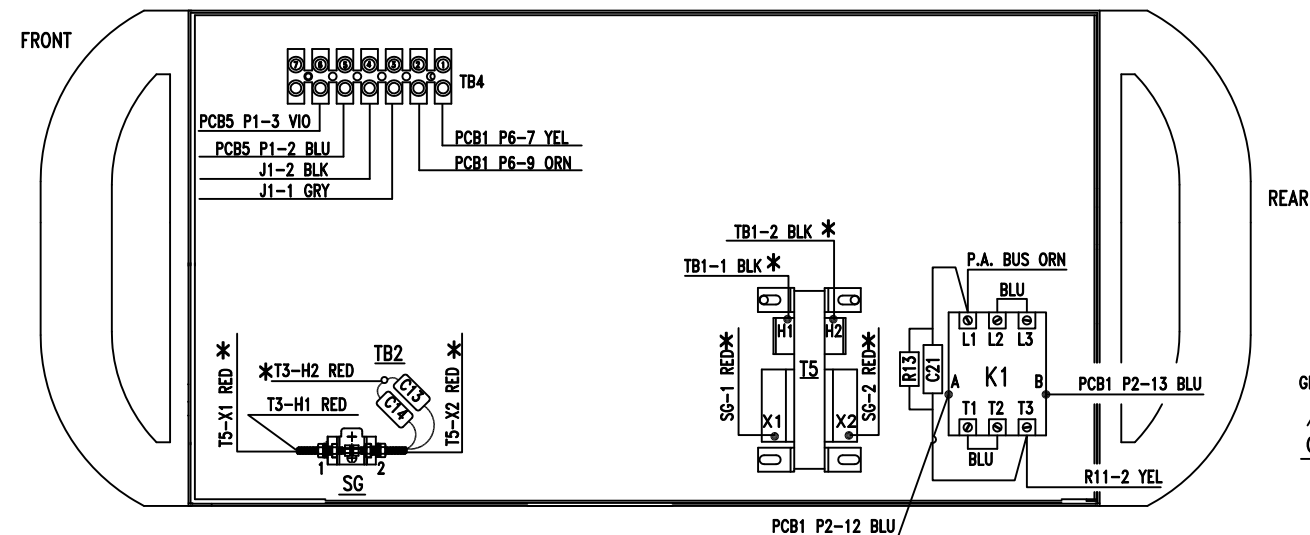 FRONT
7 6 5 4 3 2 1
TB4
PCB5 P1-3 VIO
PCB5 P1-2 BLU
J1-2 BLK
J1-1 GRY
PCB1 P6-7 YEL
PCB1 P6-9 ORN
REAR
TB1-2 BLK *
TB1-1 BLK *
P.A. BUS ORN
BLU
H1 H2
L1 L2 L3
T5
R13
C21
K1
A
B
SG-1 RED*
SG-2 RED*
X1 X2
T1 T2 T3
BLU
PCB1 P2-13 BLU
R11-2 YEL
PCB1 P2-12 BLU
T5-X1 RED *
TB2
*T3-H2 RED
T3-H1 RED
C13
C14
T5-X2 RED *
+
1 2
SG